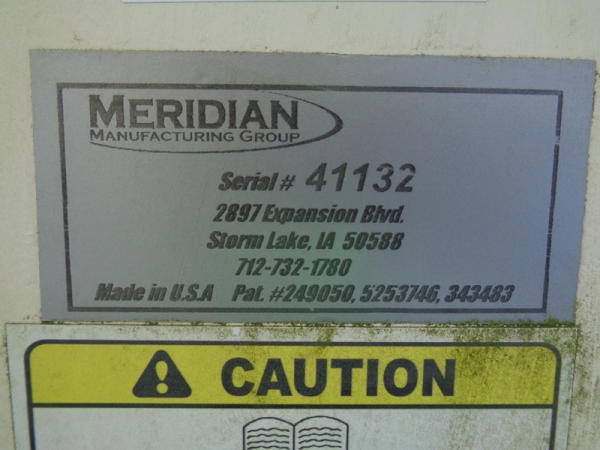 MERIDIAN
MANUFACTURING GROUP
Serial # 41132
2897 Expansion Blvd.
Storm Lake, IA 50588
712-732-1780
Made in U.S.A Pat. #249050, 5253746, 343483
CAUTION